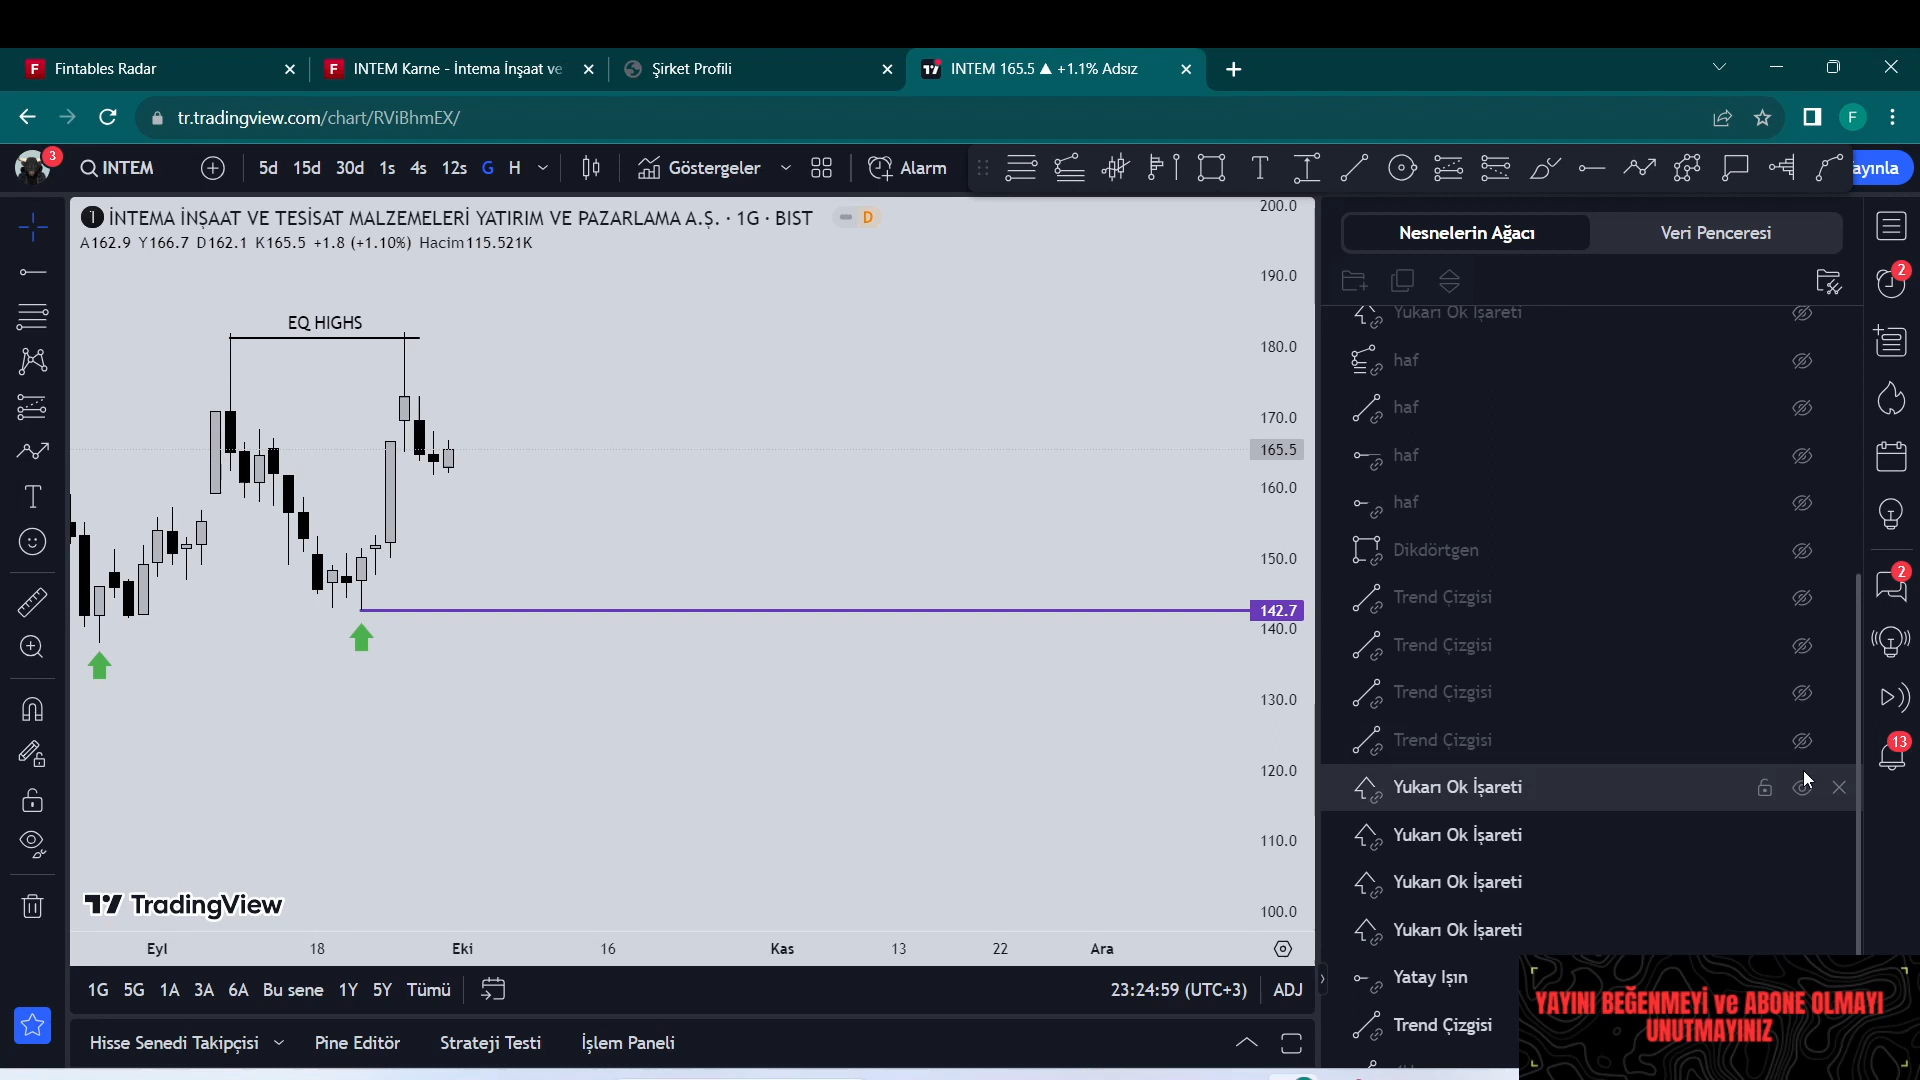 Fintables Radar
INTEM Karne - İntema İnşaat ve
Şirket Profili
INTEM 165.5 ▲ +1.1% Adsız
tr.tradingview.com/chart/RViBhmEX/
F
3
INTEM
5d 15d 30d 1s 4s 12s G H
Göstergeler
Alarm
ayınla
İNTEMA İNŞAAT VE TESİSAT MALZEMELERİ YATIRIM VE PAZARLAMA A.Ş. · 1G · BIST
D
A162.9 Y166.7 D162.1 K165.5 +1.8 (+1.10%) Hacim115.521K
EQ HIGHS
200.0
190.0
180.0
170.0
165.5
160.0
150.0
142.7
140.0
130.0
120.0
110.0
100.0
TradingView
Eyl 18 Eki 16 Kas 13 22 Ara
1G 5G 1A 3A 6A Bu sene 1Y 5Y Tümü
23:24:59 (UTC+3) ADJ
Hisse Senedi Takipçisi
Pine Editör
Strateji Testi
İşlem Paneli
Nesnelerin Ağacı
Veri Penceresi
Yukarı Ok İşareti
haf
haf
haf
haf
Dikdörtgen
Trend Çizgisi
Trend Çizgisi
Trend Çizgisi
Trend Çizgisi
Yukarı Ok İşareti
Yukarı Ok İşareti
Yukarı Ok İşareti
Yukarı Ok İşareti
Yatay Işın
Trend Çizgisi
2
2
13
YAYINI BEĞENMEYİ ve ABONE OLMAYI
UNUTMAYINIZ